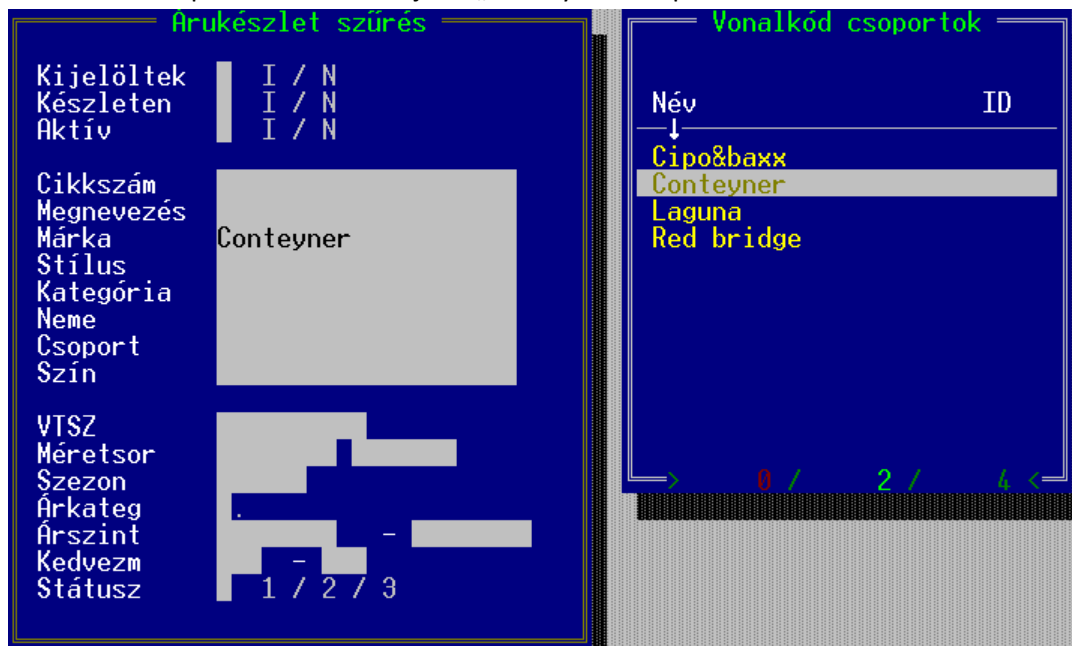 Árukészlet szűrés
Kijelöltek I / N
Készleten I / N
Aktív I / N
Cikkszám
Megnevezés
Márka Conteyner
Stílus
Kategória
Neme
Csoport
Szín
VTSZ
Méretsor
Szezon
Árkateg .
Árszint -
Kedvezm -
Státusz 1 / 2 / 3
Vonalkód csoportok
Név ID
Cipo&baxx
Conteyner
Laguna
Red bridge
> 0 / 2 / 4 <